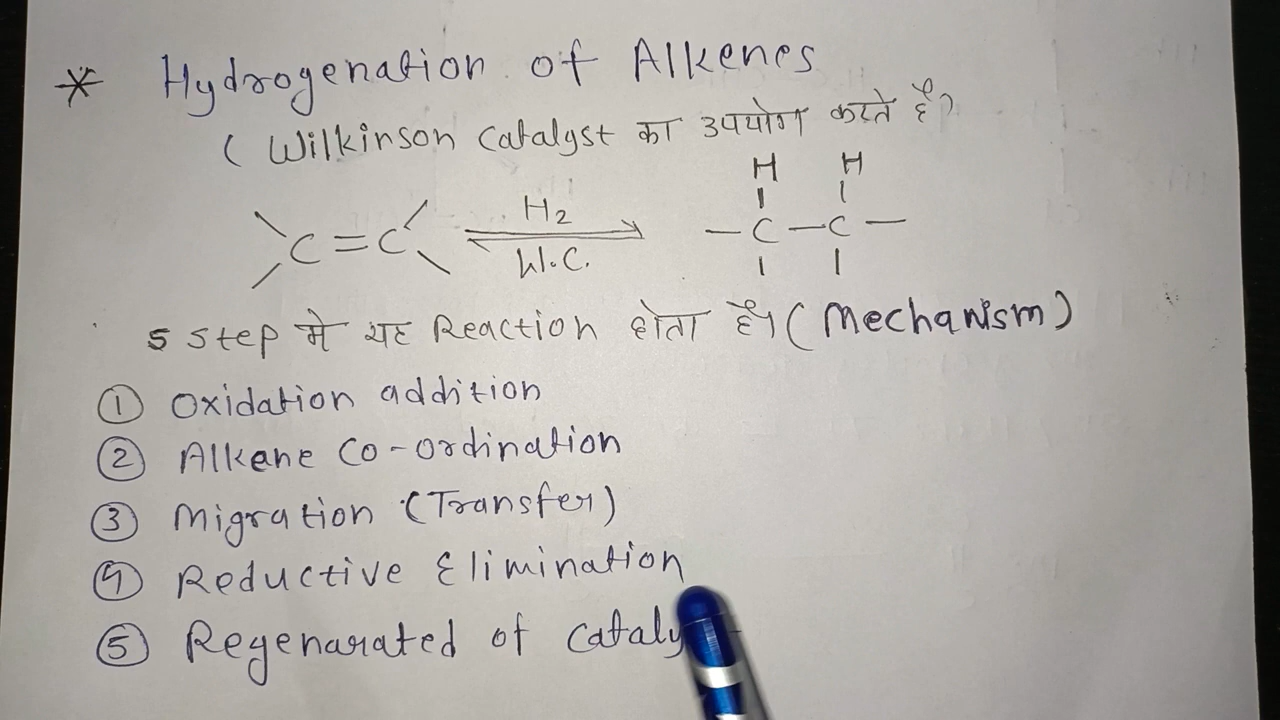 * Hydrogenation of Alkenes
( Wilkinson Catalyst का उपयोग करते है)
H H
C = C H2 W.C. — C — C —
5 Step मे यह Reaction होता है। ( Mechanism )
① Oxidation addition
② Alkene Co-ordination
③ Migration (Transfer)
④ Reductive Elimination
⑤ Regenarated of